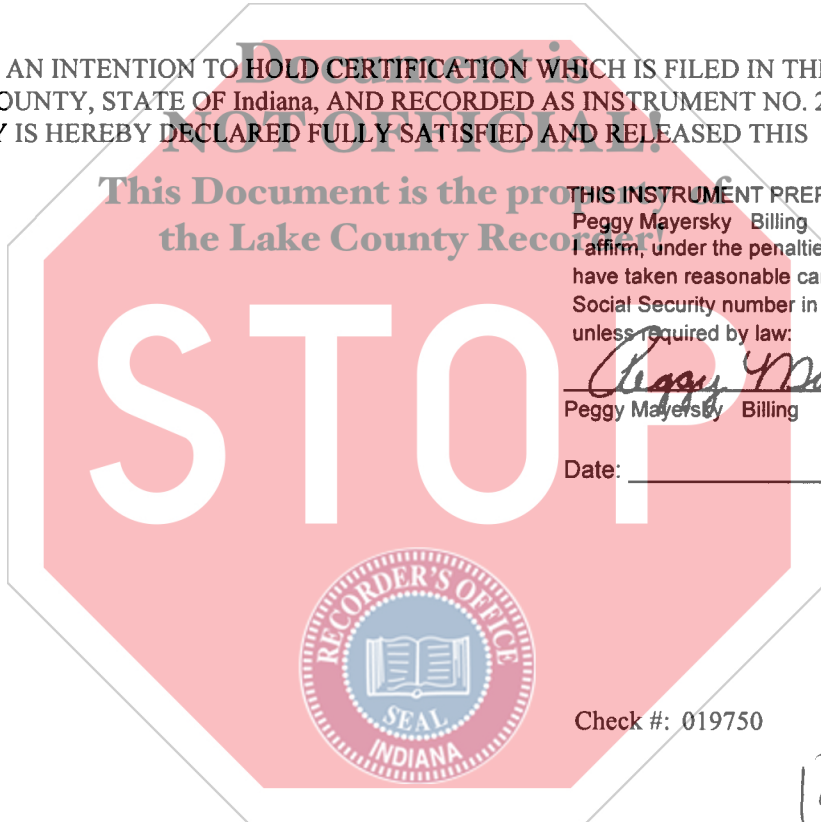 Document is
AN INTENTION TO HOLD CERTIFICATION WHICH IS FILED IN THE
COUNTY, STATE OF Indiana, AND RECORDED AS INSTRUMENT NO. 2
NOT OFFICIAL!
IS HEREBY DECLARED FULLY SATISFIED AND RELEASED THIS
This Document is the property of
the Lake County Recorder!
THIS INSTRUMENT PREP
Peggy Mayersky Billing
I affirm, under the penaltie
have taken reasonable ca
Social Security number in
unless required by law:
Peggy Ma
Peggy Mayersky Billing
Date:
STOP
RECORDER'S OFFICE
SEAL
INDIANA
Check #: 019750